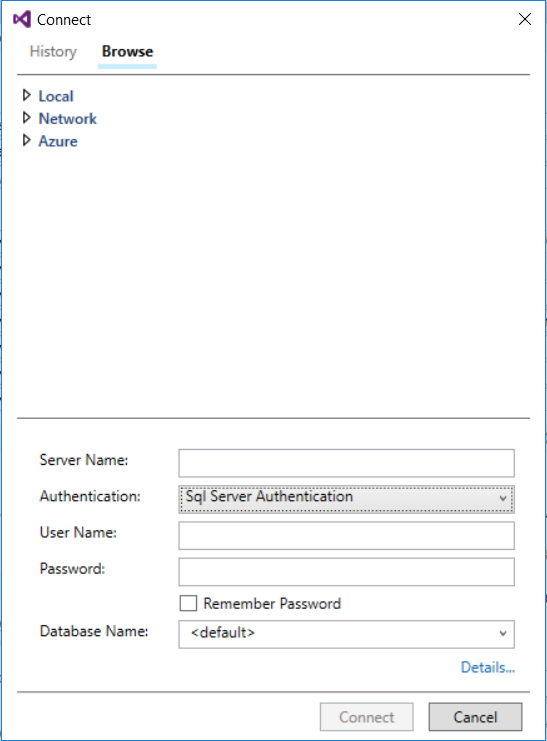 Connect
History Browse
Local
Network
Azure
Server Name:
Authentication: Sql Server Authentication
User Name:
Password:
Remember Password
Database Name: <default>
Details...
Connect Cancel